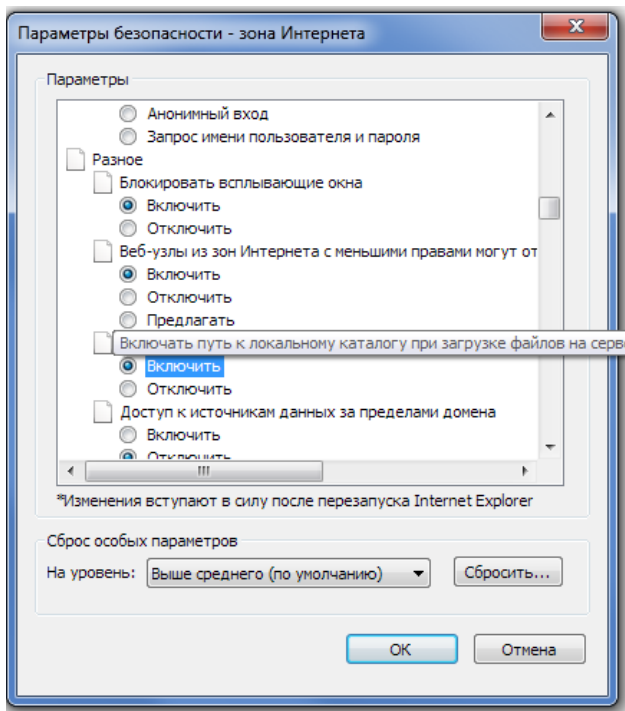 Параметры безопасности - зона Интернета
Параметры
Анонимный вход
Запрос имени пользователя и пароля
Разное
Блокировать всплывающие окна
Включить
Отключить
Веб-узлы из зон Интернета с меньшими правами могут от
Включить
Отключить
Предлагать
Включать путь к локальному каталогу при загрузке файлов на серв
Включить
Отключить
Доступ к источникам данных за пределами домена
Включить
Отключить
*Изменения вступают в силу после перезапуска Internet Explorer
Сброс особых параметров
На уровень: Выше среднего (по умолчанию) Сбросить...
ОК Отмена